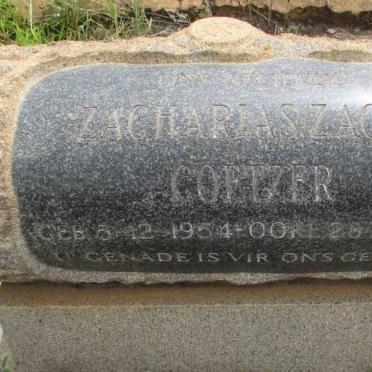 ZACHARIAS/ZAC
COETZER
GEB 5-12-1954-OORL 28
U GENADE IS VIR ONS GE